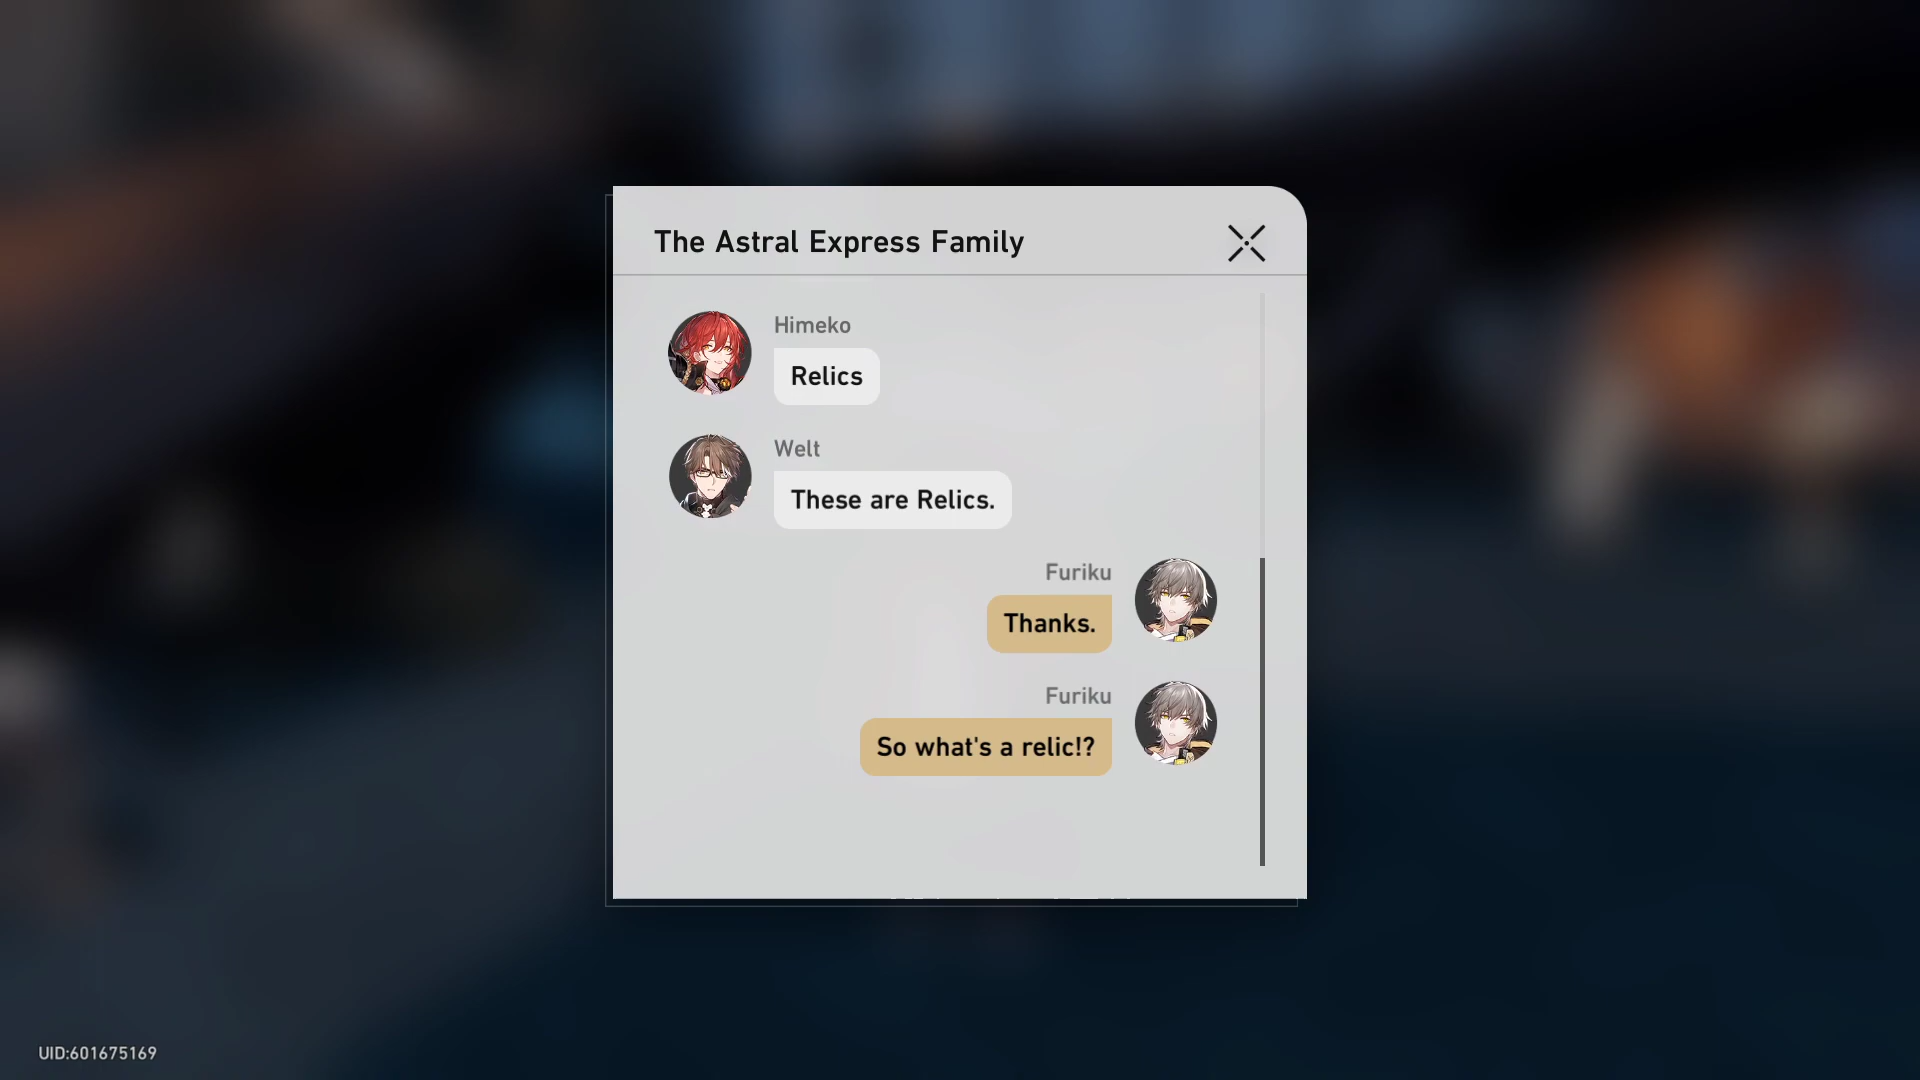 The Astral Express Family
Himeko
Relics
Welt
These are Relics.
Furiku
Thanks.
Furiku
So what's a relic!?
UID:601675169